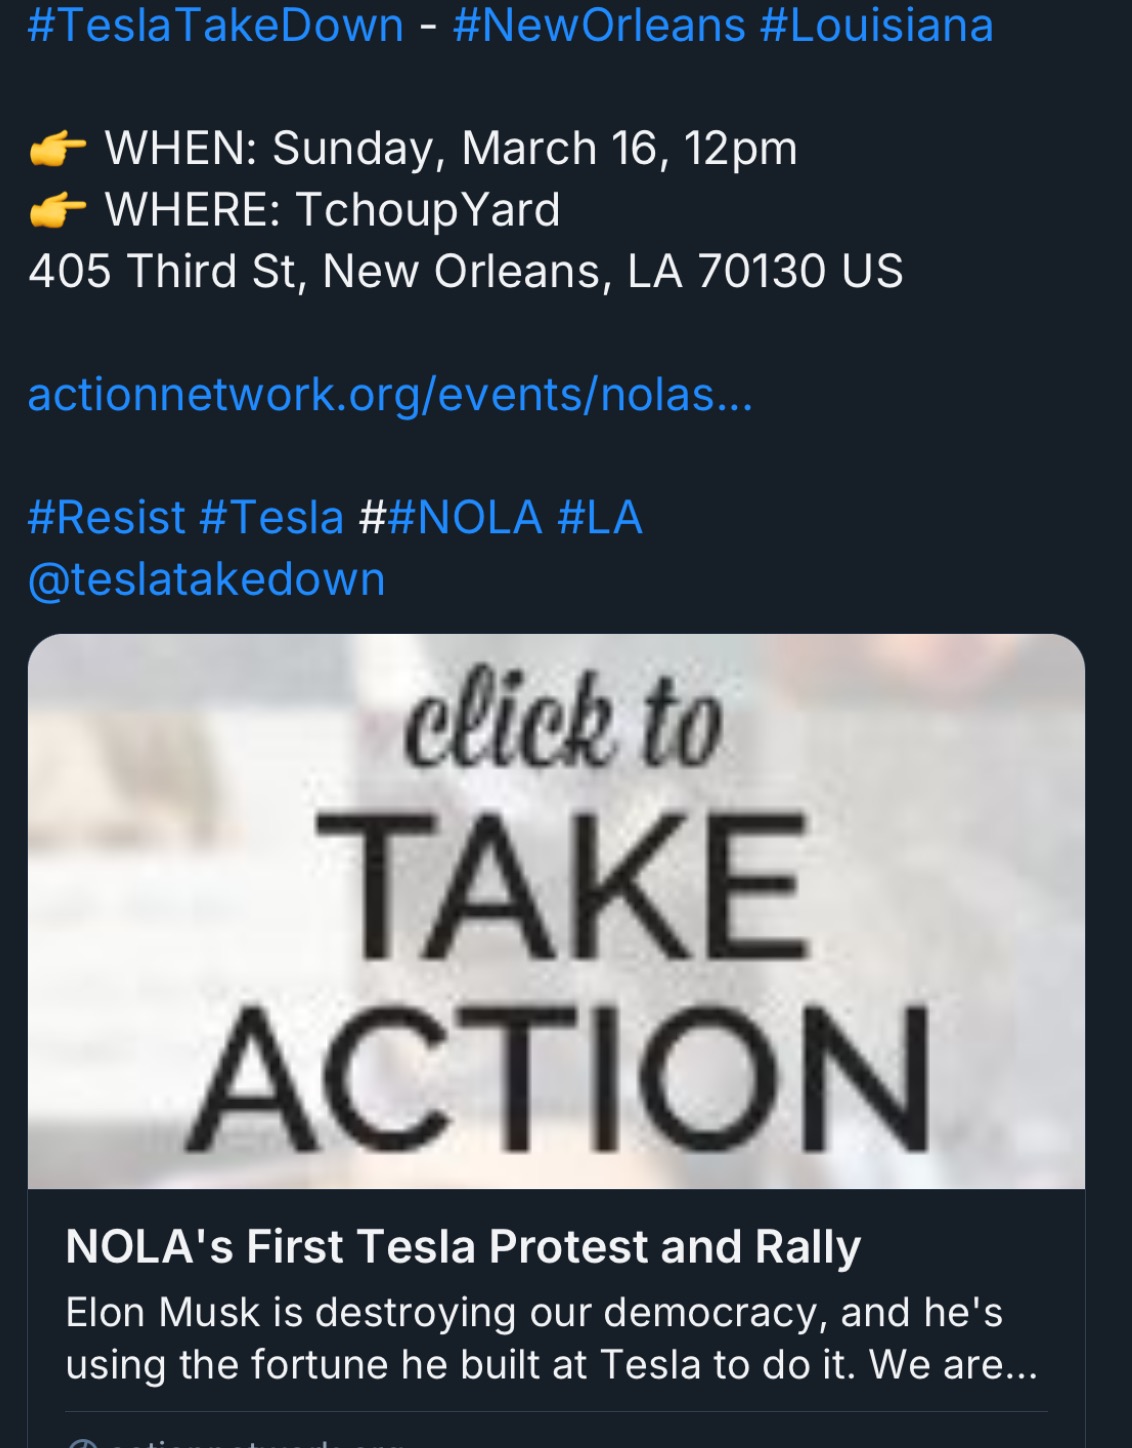 #TeslaTakeDown - #NewOrleans #Louisiana
👉 WHEN: Sunday, March 16, 12pm
👉 WHERE: TchoupYard
405 Third St, New Orleans, LA 70130 US
actionnetwork.org/events/nolas...
#Resist #Tesla ##NOLA #LA
@teslatakedown
click to
TAKE
ACTION
NOLA's First Tesla Protest and Rally
Elon Musk is destroying our democracy, and he's
using the fortune he built at Tesla to do it. We are...
actionnetwork.org